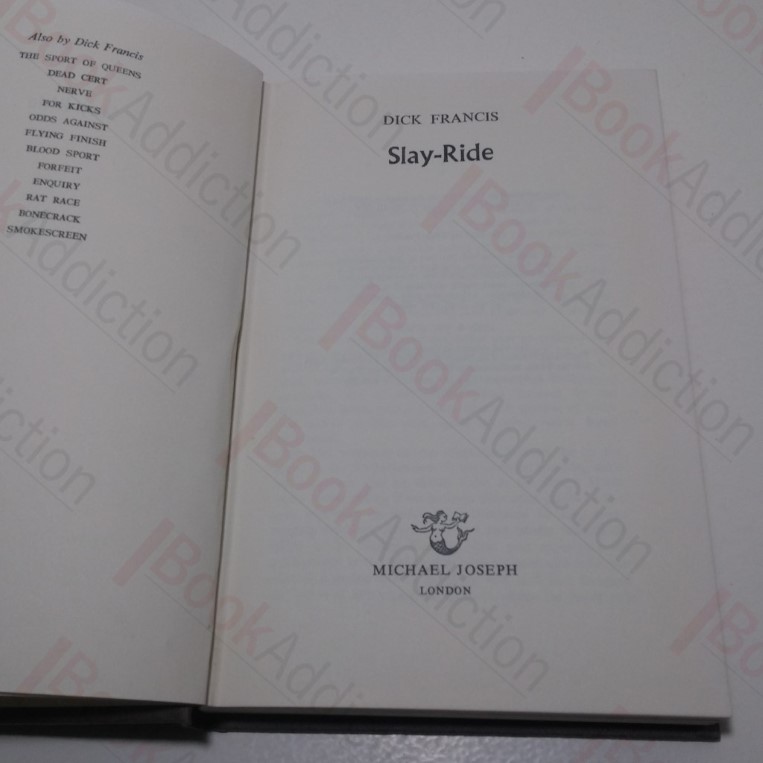 Also by Dick Francis
THE SPORT OF QUEENS
DEAD CERT
NERVE
FOR KICKS
ODDS AGAINST
FLYING FINISH
BLOOD SPORT
FORFEIT
ENQUIRY
RAT RACE
BONECRACK
SMOKESCREEN
DICK FRANCIS
Slay-Ride
MICHAEL JOSEPH
LONDON
BookAddiction